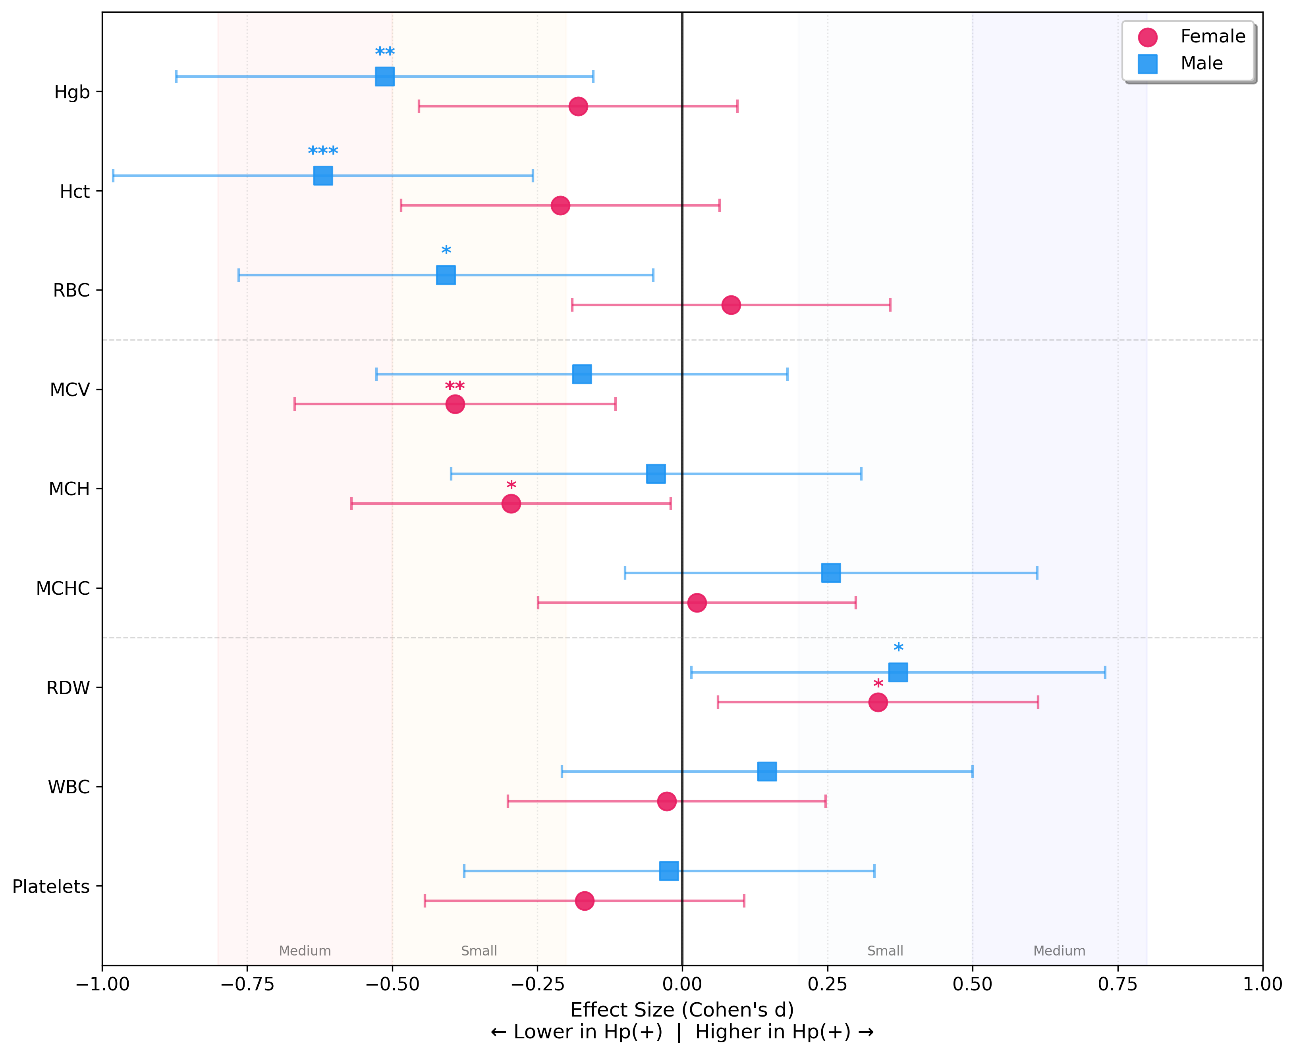 Female
Male
**
Hgb
***
Hct
*
RBC
**
MCV
*
MCH
MCHC
*
*
RDW
WBC
Platelets
Medium Small Small Medium
−1.00 −0.75 −0.50 −0.25 0.00 0.25 0.50 0.75 1.00
Effect Size (Cohen's d)
← Lower in Hp(+) | Higher in Hp(+) →